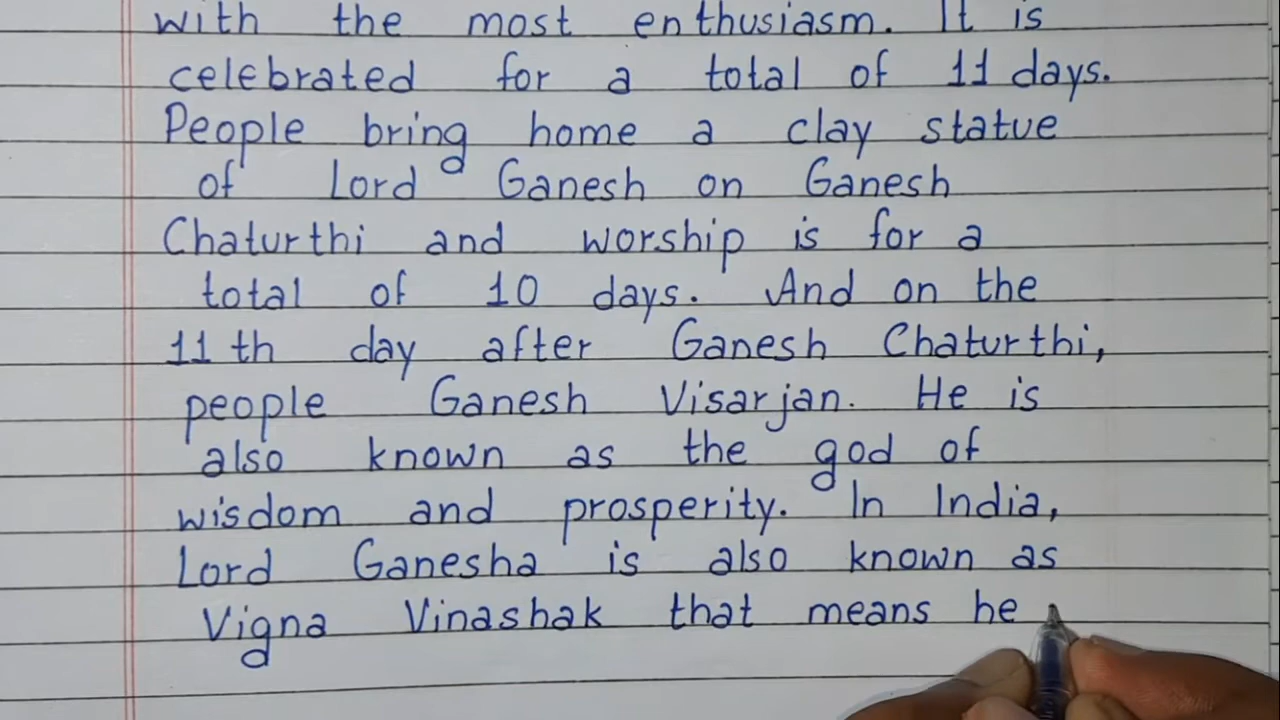 with the most enthusiasm. It is
celebrated for a total of 11 days.
People bring home a clay statue
of Lord Ganesh on Ganesh
Chaturthi and worship is for a
total of 10 days. And on the
11th day after Ganesh Chaturthi,
people Ganesh Visarjan. He is
also known as the god of
wisdom and prosperity. In India,
Lord Ganesha is also known as
Vigna Vinashak that means he